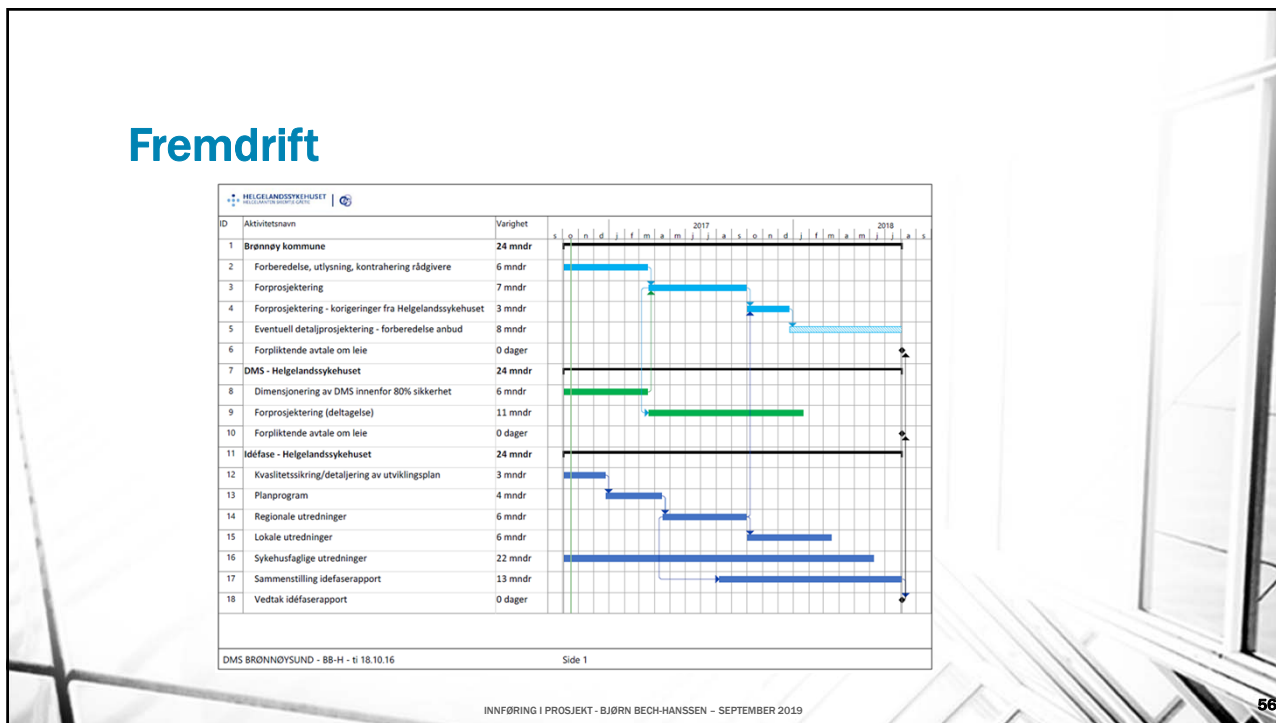 Fremdrift
HELGELANDSSYKEHUSET
ID Aktivitetsnavn Varighet 2017 2018
s o n d j f m a m j j a s o n d j f m a m j j a s
1 Brønnøy kommune 24 mndr
2 Forberedelse, utlysning, kontrahering rådgivere 6 mndr
3 Forprosjektering 7 mndr
4 Forprosjektering - korigeringer fra Helgelandssykehuset 3 mndr
5 Eventuell detaljprosjektering - forberedelse anbud 8 mndr
6 Forpliktende avtale om leie 0 dager
7 DMS - Helgelandssykehuset 24 mndr
8 Dimensjonering av DMS innenfor 80% sikkerhet 6 mndr
9 Forprosjektering (deltagelse) 11 mndr
10 Forpliktende avtale om leie 0 dager
11 Idéfase - Helgelandssykehuset 24 mndr
12 Kvaslitetssikring/detaljering av utviklingsplan 3 mndr
13 Planprogram 4 mndr
14 Regionale utredninger 6 mndr
15 Lokale utredninger 6 mndr
16 Sykehusfaglige utredninger 22 mndr
17 Sammenstilling idefaserapport 13 mndr
18 Vedtak idéfaserapport 0 dager
DMS BRØNNØYSUND - BB-H - ti 18.10.16 Side 1
INNFØRING I PROSJEKT - BJØRN BECH-HANSSEN – SEPTEMBER 2019
56